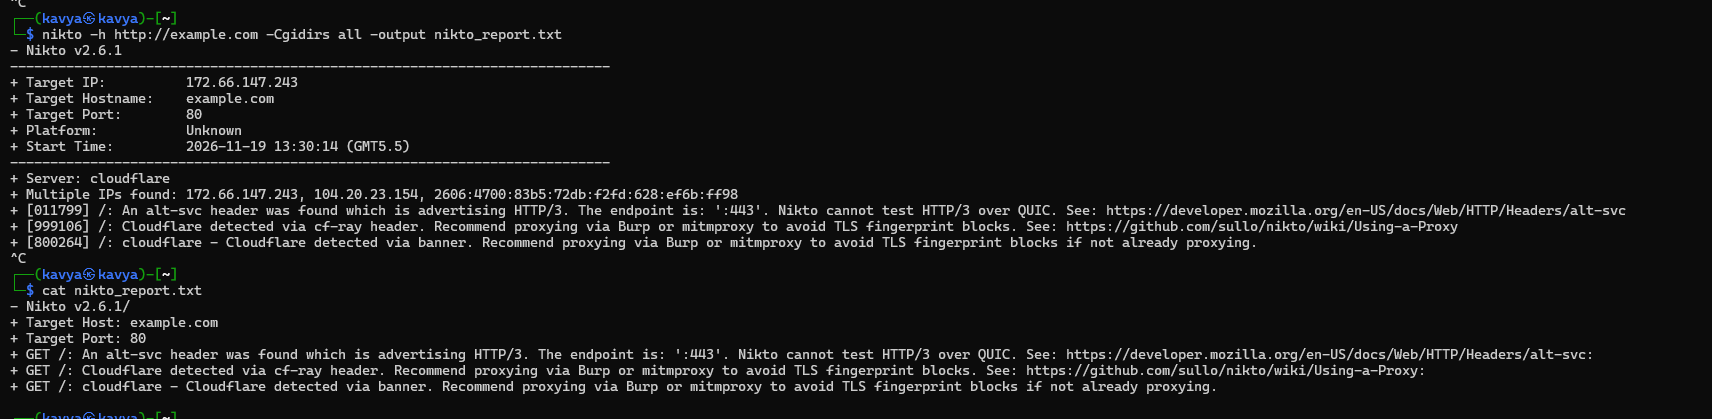 ^C
┌──(kavya㉿kavya)-[~]
└─$ nikto -h http://example.com -Cgidirs all -output nikto_report.txt
- Nikto v2.6.1
---------------------------------------------------------------------------
+ Target IP:          172.66.147.243
+ Target Hostname:    example.com
+ Target Port:        80
+ Platform:           Unknown
+ Start Time:         2026-11-19 13:30:14 (GMT5.5)
---------------------------------------------------------------------------
+ Server: cloudflare
+ Multiple IPs found: 172.66.147.243, 104.20.23.154, 2606:4700:83b5:72db:f2fd:628:ef6b:ff98
+ [011799] /: An alt-svc header was found which is advertising HTTP/3. The endpoint is: ':443'. Nikto cannot test HTTP/3 over QUIC. See: https://developer.mozilla.org/en-US/docs/Web/HTTP/Headers/alt-svc
+ [999106] /: Cloudflare detected via cf-ray header. Recommend proxying via Burp or mitmproxy to avoid TLS fingerprint blocks. See: https://github.com/sullo/nikto/wiki/Using-a-Proxy
+ [800264] /: cloudflare - Cloudflare detected via banner. Recommend proxying via Burp or mitmproxy to avoid TLS fingerprint blocks if not already proxying.
^C
┌──(kavya㉿kavya)-[~]
└─$ cat nikto_report.txt
- Nikto v2.6.1/
+ Target Host: example.com
+ Target Port: 80
+ GET /: An alt-svc header was found which is advertising HTTP/3. The endpoint is: ':443'. Nikto cannot test HTTP/3 over QUIC. See: https://developer.mozilla.org/en-US/docs/Web/HTTP/Headers/alt-svc:
+ GET /: Cloudflare detected via cf-ray header. Recommend proxying via Burp or mitmproxy to avoid TLS fingerprint blocks. See: https://github.com/sullo/nikto/wiki/Using-a-Proxy:
+ GET /: cloudflare - Cloudflare detected via banner. Recommend proxying via Burp or mitmproxy to avoid TLS fingerprint blocks if not already proxying.
┌──(kavya㉿kavya)-[~]